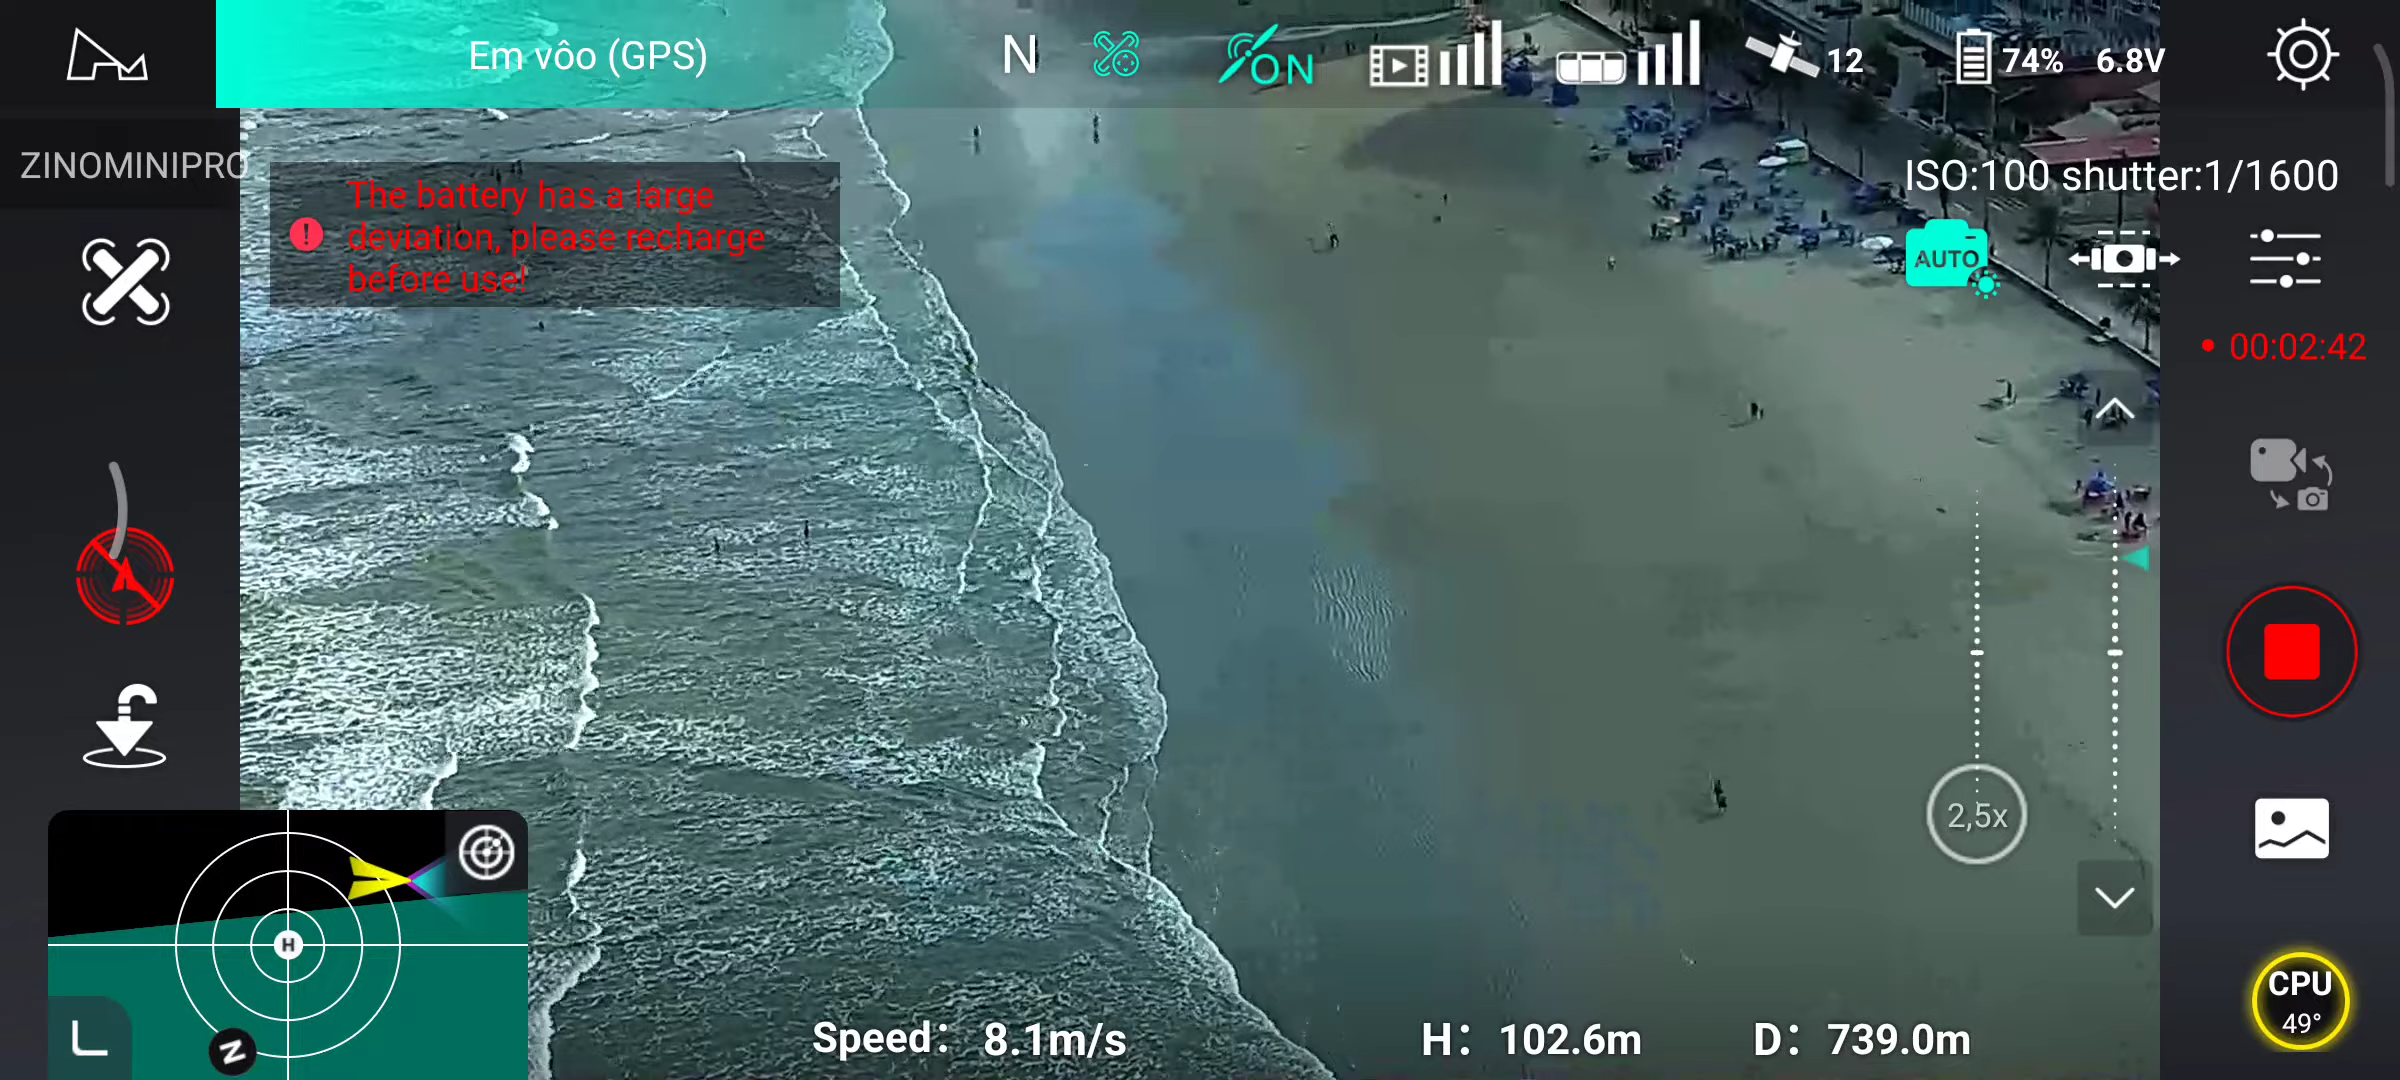 Em vôo (GPS)
N
ON
12
74%
6.8V
ZINOMINIPRO
The battery has a large
deviation, please recharge
before use!
ISO:100 shutter:1/1600
AUTO
00:02:42
2,5x
H
N
L
Speed: 8.1m/s
H: 102.6m
D: 739.0m
CPU
49°